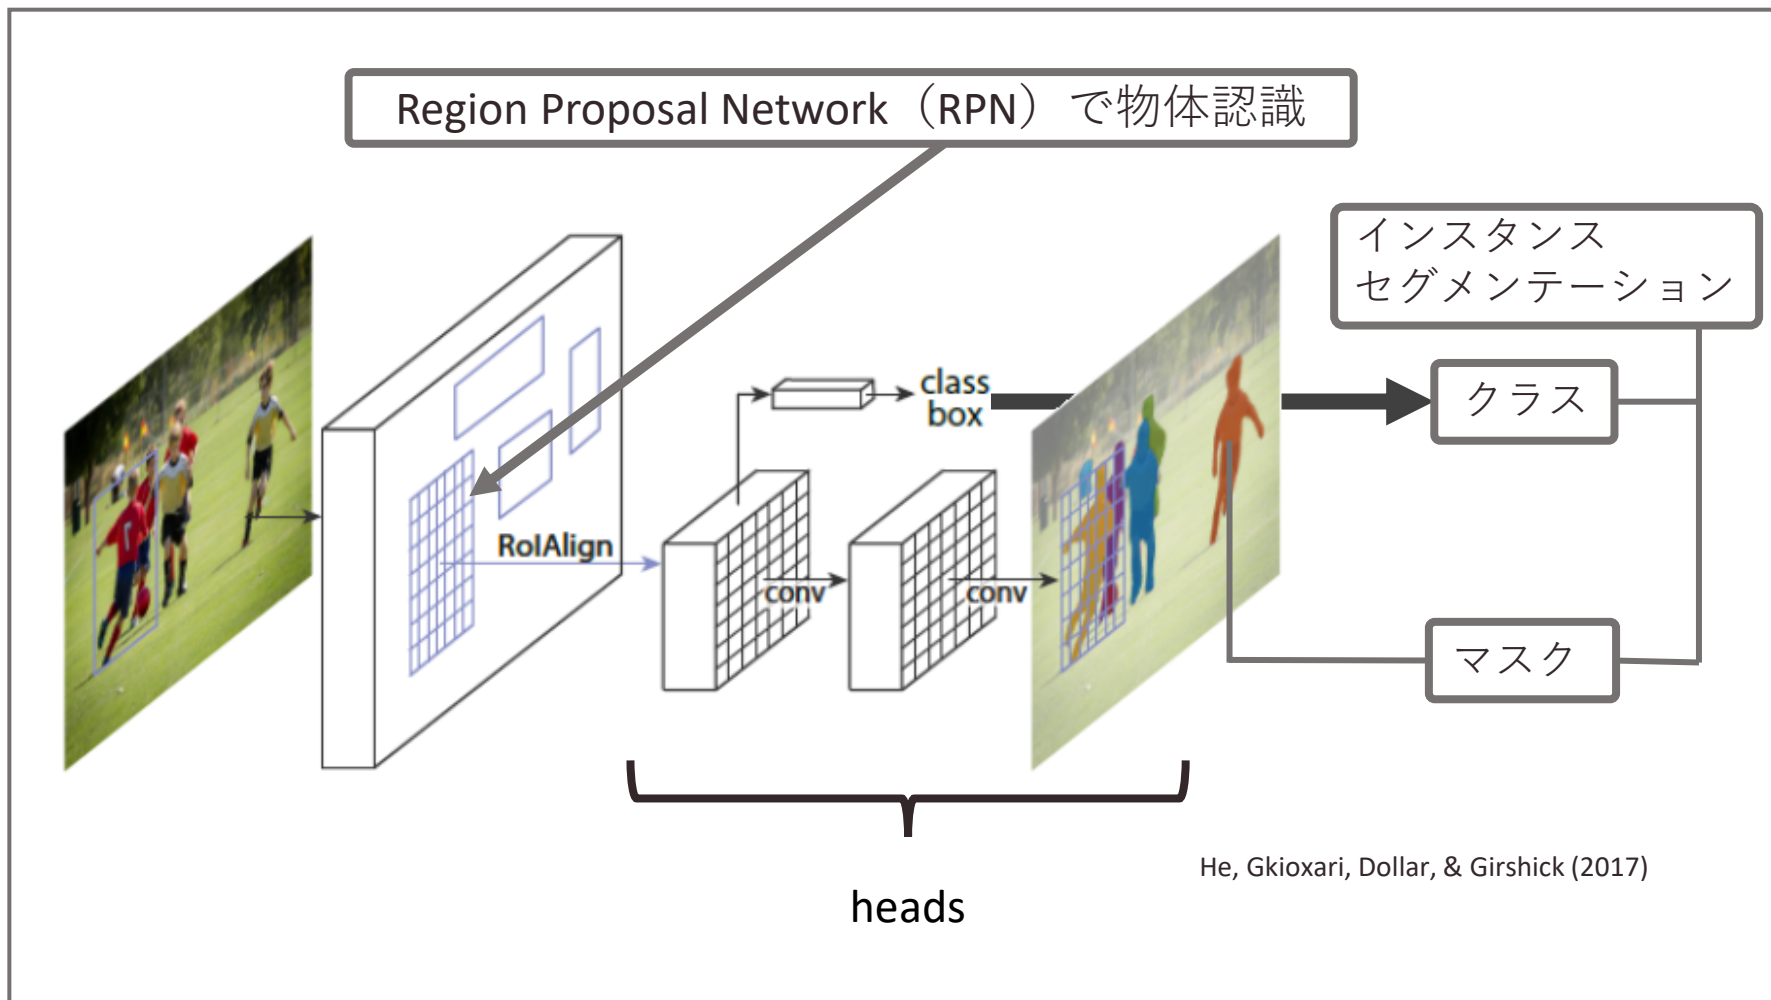 Region Proposal Network（RPN）で物体認識
インスタンス
セグメンテーション
class
box
クラス
RoIAlign
conv
conv
マスク
He, Gkioxari, Dollar, & Girshick (2017)
heads